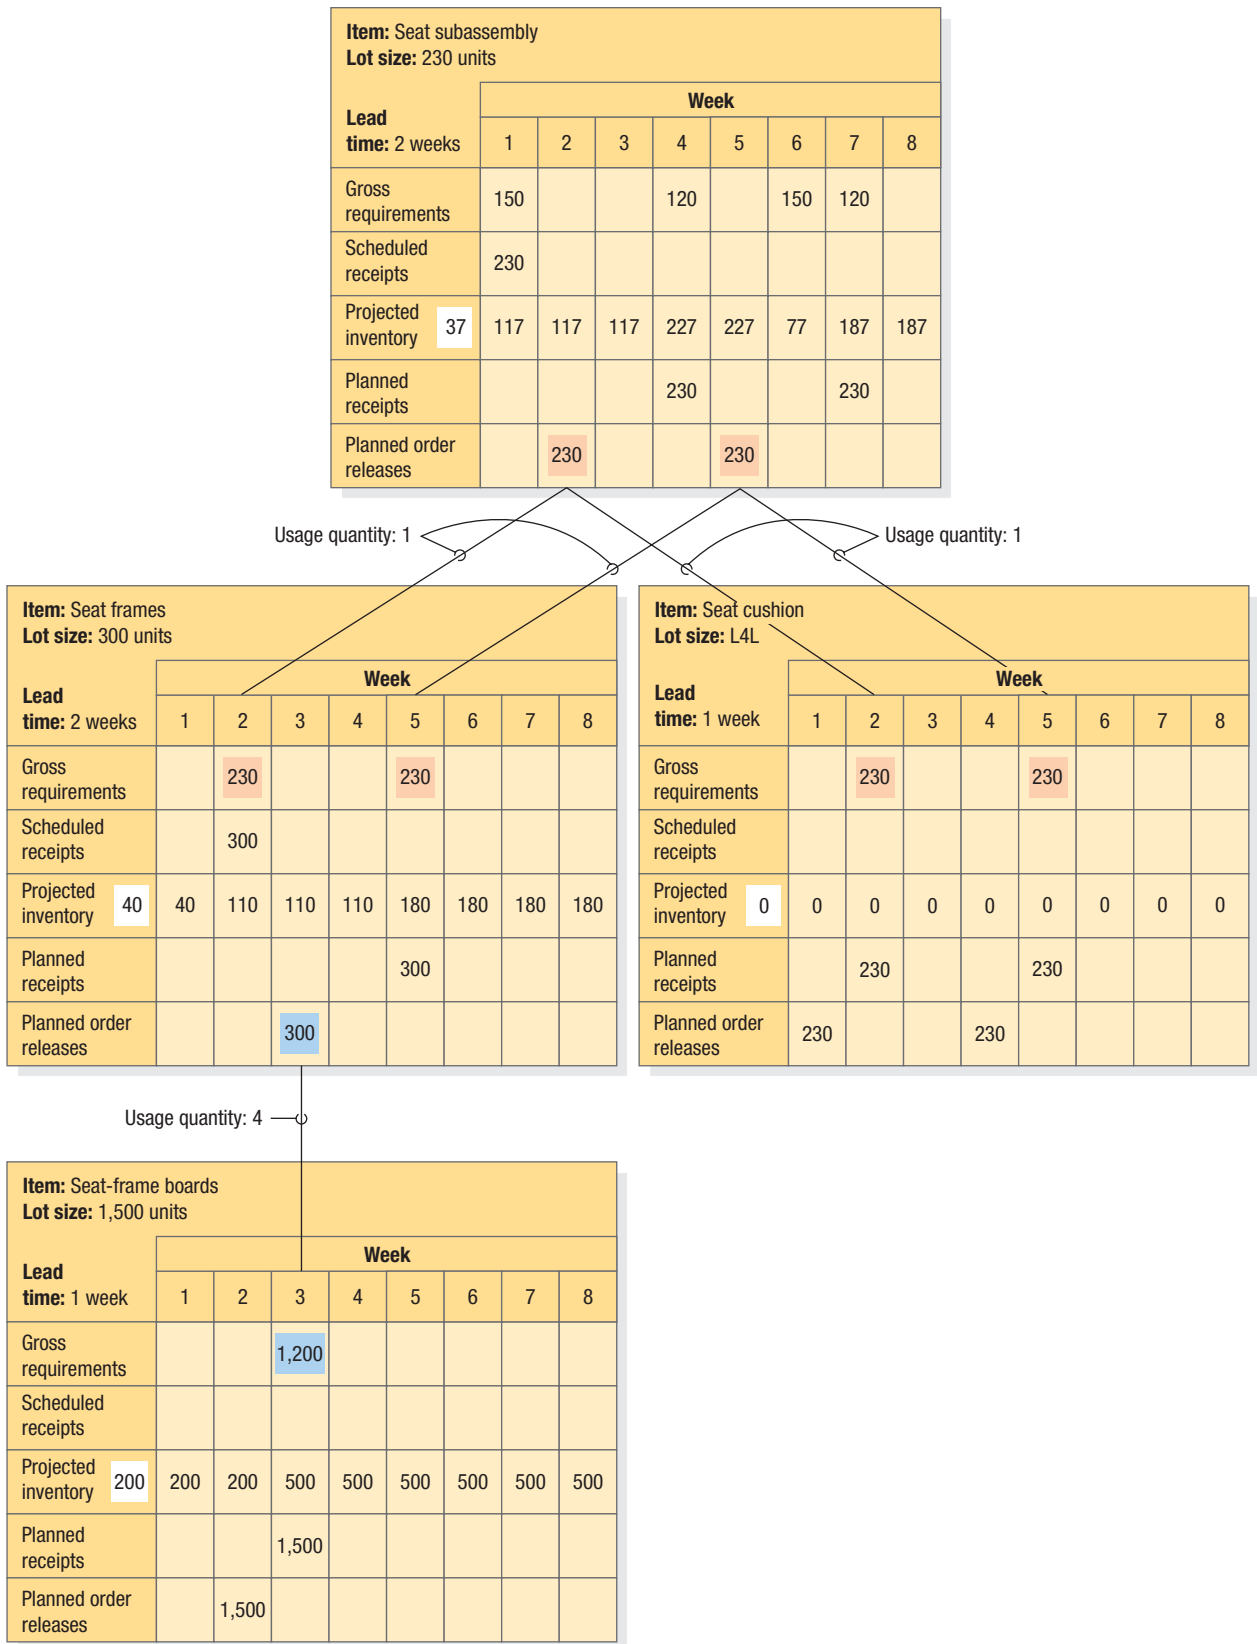 Item: Seat subassembly
Lot size: 230 units
Week
Lead
time: 2 weeks 1 2 3 4 5 6 7 8
Gross
requirements 150 120 150 120
Scheduled
receipts 230
Projected
inventory 37 117 117 117 227 227 77 187 187
Planned
receipts 230 230
Planned order
releases 230 230
Usage quantity: 1
Usage quantity: 1
Item: Seat frames
Lot size: 300 units
Week
Lead
time: 2 weeks 1 2 3 4 5 6 7 8
Gross
requirements 230 230
Scheduled
receipts 300
Projected
inventory 40 40 110 110 110 180 180 180 180
Planned
receipts 300
Planned order
releases 300
Item: Seat cushion
Lot size: L4L
Week
Lead
time: 1 week 1 2 3 4 5 6 7 8
Gross
requirements 230 230
Scheduled
receipts
Projected
inventory 0 0 0 0 0 0 0 0 0
Planned
receipts 230 230
Planned order
releases 230 230
Usage quantity: 4
Item: Seat-frame boards
Lot size: 1,500 units
Week
Lead
time: 1 week 1 2 3 4 5 6 7 8
Gross
requirements 1,200
Scheduled
receipts
Projected
inventory 200 200 200 500 500 500 500 500 500
Planned
receipts 1,500
Planned order
releases 1,500